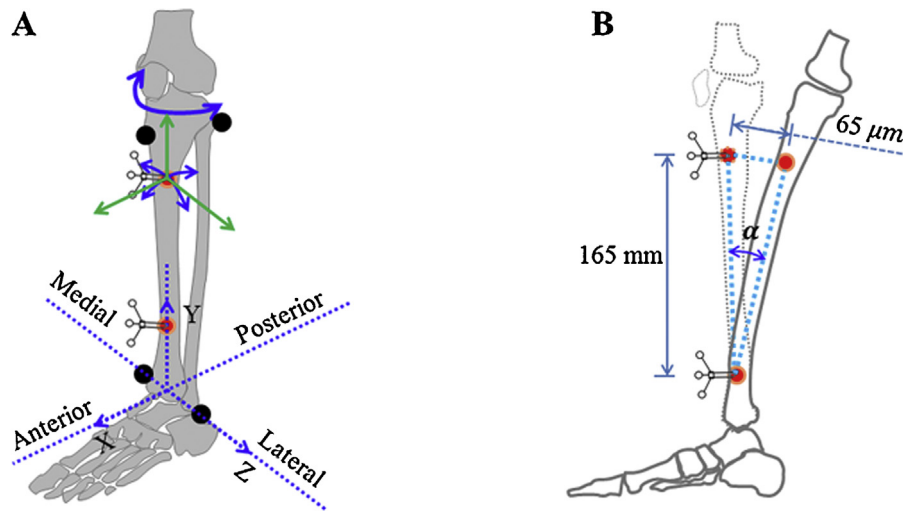 A
Medial
Y
Posterior
Anterior
X
Lateral
Z
B
65 μm
165 mm
α